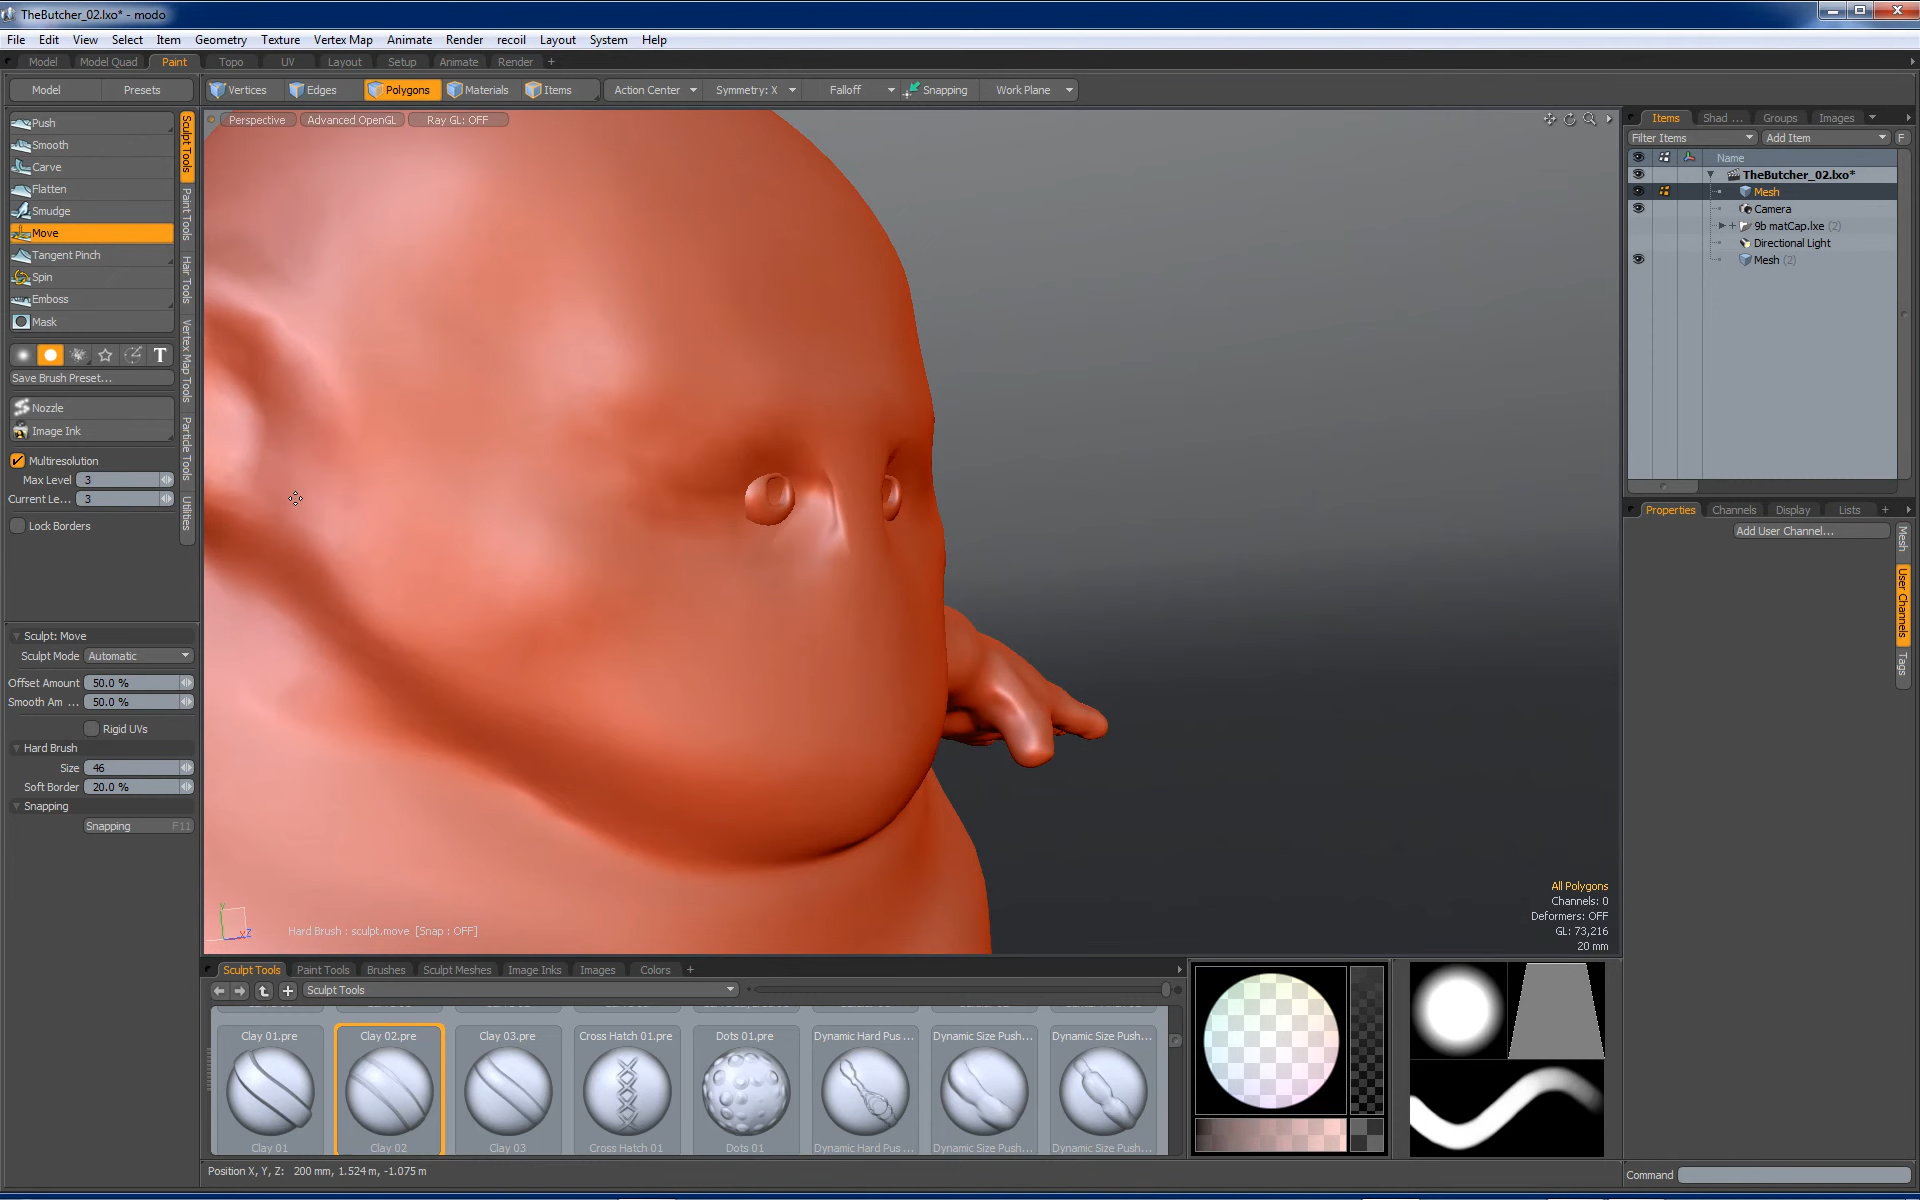 TheButcher_02.lxo* - modo
File Edit View Select Item Geometry Texture Vertex Map Animate Render recoil Layout System Help
Model Model Quad Paint Topo UV Layout Setup Animate Render +
Model Presets Vertices Edges Polygons Materials Items Action Center Symmetry: X Falloff Snapping Work Plane
Perspective Advanced OpenGL Ray GL: OFF
Push
Smooth
Carve
Flatten
Smudge
Move
Tangent Pinch
Spin
Emboss
Mask
T
Save Brush Preset...
Nozzle
Image Ink
Multiresolution
Max Level 3
Current Le... 3
Lock Borders
Sculpt Tools
Paint Tools
Hair Tools
Vertex Map Tools
Particle Tools
Utilities
Sculpt: Move
Sculpt Mode Automatic
Offset Amount 50.0 %
Smooth Am ... 50.0 %
Rigid UVs
Hard Brush
Size 46
Soft Border 20.0 %
Snapping
Snapping F11
Y
X Z
Hard Brush : sculpt.move [Snap : OFF]
All Polygons
Channels: 0
Deformers: OFF
GL: 73,216
20 mm
Items Shad ... Groups Images
Filter Items Add Item F
Name
TheButcher_02.lxo*
Mesh
Camera
9b matCap.lxe (2)
Directional Light
Mesh (2)
Properties Channels Display Lists +
Add User Channel...
Mesh
User Channels
Tags
Sculpt Tools Paint Tools Brushes Sculpt Meshes Image Inks Images Colors +
Sculpt Tools
Clay 01.pre Clay 02.pre Clay 03.pre Cross Hatch 01.pre Dots 01.pre Dynamic Hard Pus ... Dynamic Size Push... Dynamic Size Push...
Clay 01 Clay 02 Clay 03 Cross Hatch 01 Dots 01 Dynamic Hard Pus ... Dynamic Size Push... Dynamic Size Push...
Position X, Y, Z: 200 mm, 1.524 m, -1.075 m
Command